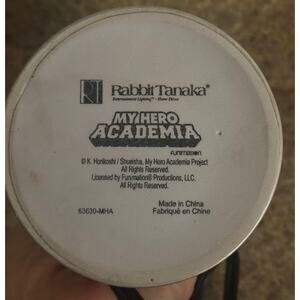 RT RabbitTanaka®
Entertainment Lighting™ - Home Décor
MY HERO
ACADEMIA
FUNIMATION
© K. Horikoshi / Shueisha, My Hero Academia Project
All Rights Reserved.
Licensed by Funimation® Productions, LLC.
All Rights Reserved.
63630-MHA
Made in China
Fabriqué en Chine